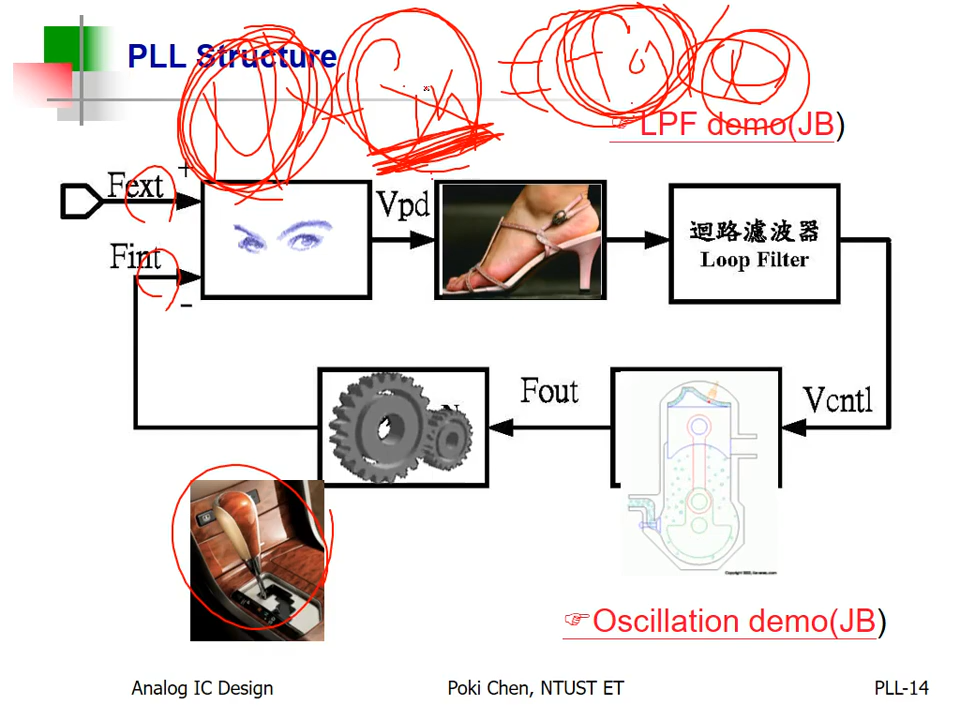 PLL Structure
LPF demo(JB)
Fext
+
Vpd
迴路濾波器
Loop Filter
Fint
-
Fout
Vcntl
N
Oscillation demo(JB)
Analog IC Design
Poki Chen, NTUST ET
PLL-14